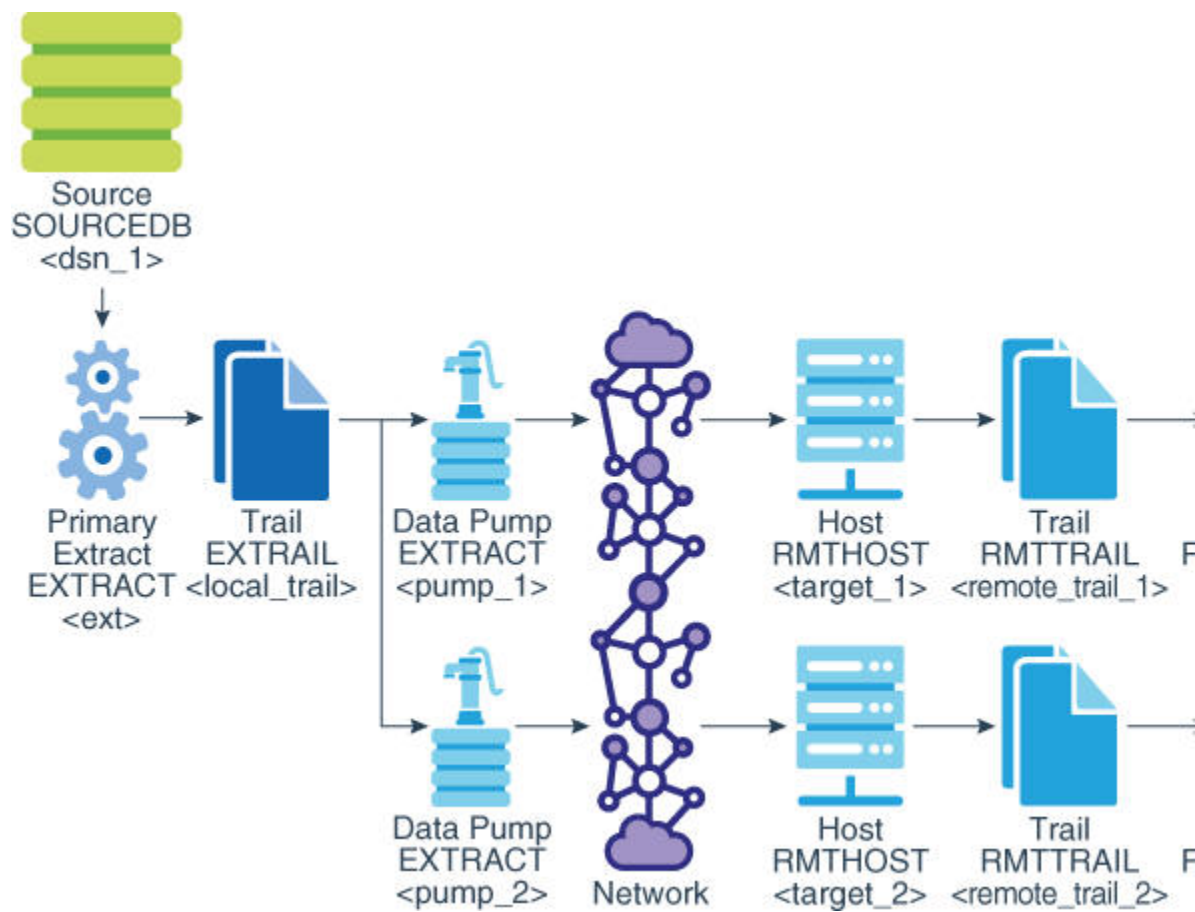 Source
SOURCEDB
<dsn_1>
Primary
Extract
EXTRACT
<ext>
Trail
EXTRAIL
<local_trail>
Data Pump
EXTRACT
<pump_1>
Host
RMTHOST
<target_1>
Trail
RMTTRAIL
<remote_trail_1>
Data Pump
EXTRACT
<pump_2>
Network
Host
RMTHOST
<target_2>
Trail
RMTTRAIL
<remote_trail_2>